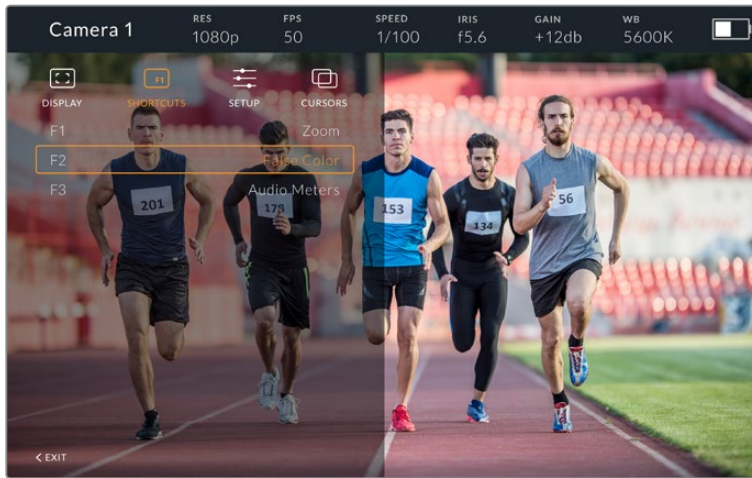 Camera 1
RES FPS SPEED IRIS GAIN WB
1080p 50 1/100 f5.6 +12db 5600K
F1
DISPLAY SHORTCUTS SETUP CURSORS
F1 Zoom
F2 False Color
F3 Audio Meters
201
178
153
134
56
< EXIT